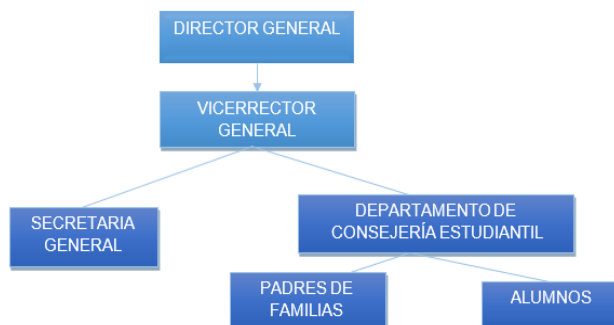 DIRECTOR GENERAL
VICERRECTOR
GENERAL
SECRETARIA
GENERAL
DEPARTAMENTO DE
CONSEJERÍA ESTUDIANTIL
PADRES DE
FAMILIAS
ALUMNOS